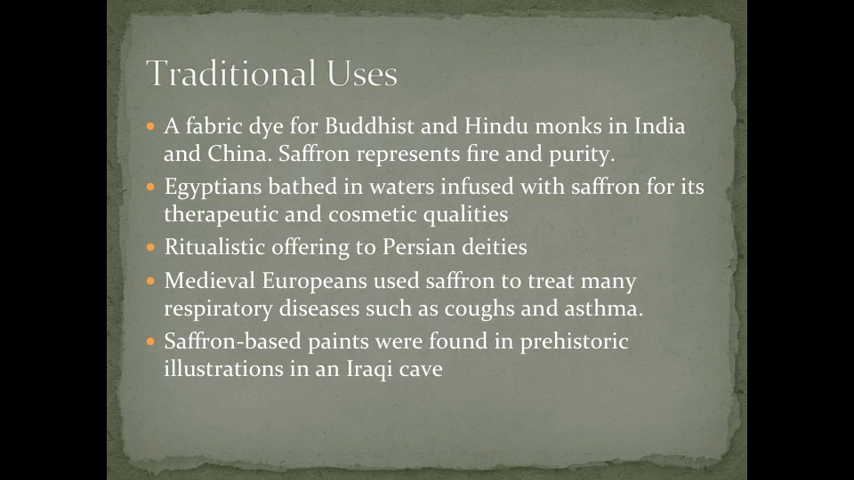 Traditional Uses
• A fabric dye for Buddhist and Hindu monks in India
and China. Saffron represents fire and purity.
• Egyptians bathed in waters infused with saffron for its
therapeutic and cosmetic qualities
• Ritualistic offering to Persian deities
• Medieval Europeans used saffron to treat many
respiratory diseases such as coughs and asthma.
• Saffron-based paints were found in prehistoric
illustrations in an Iraqi cave